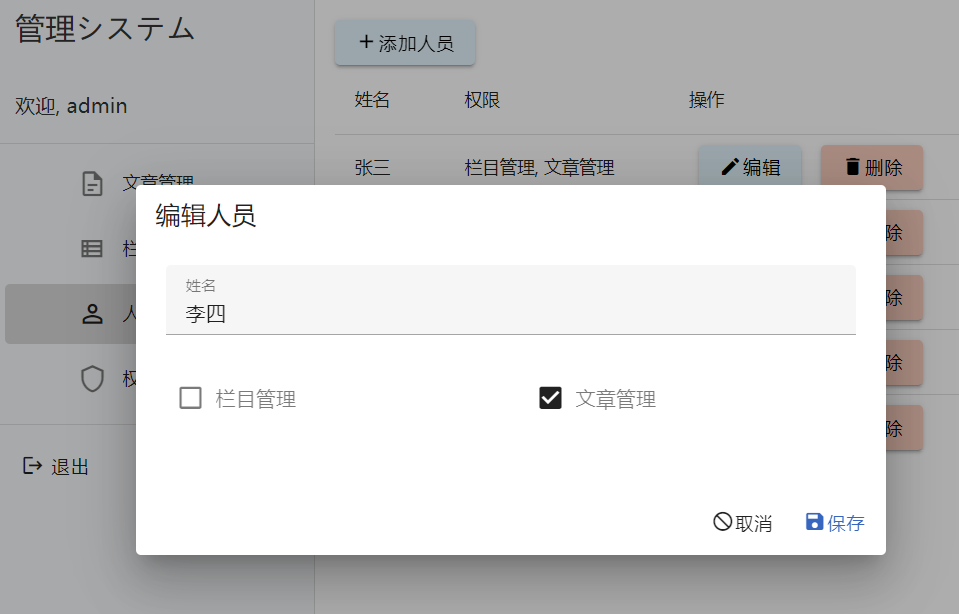 管理システム
欢迎, admin
文章管理
栏
人
权
退出
添加人员
姓名 权限 操作
张三 栏目管理, 文章管理 编辑 删除
除
除
除
除
编辑人员
姓名
李四
栏目管理 文章管理
取消 保存